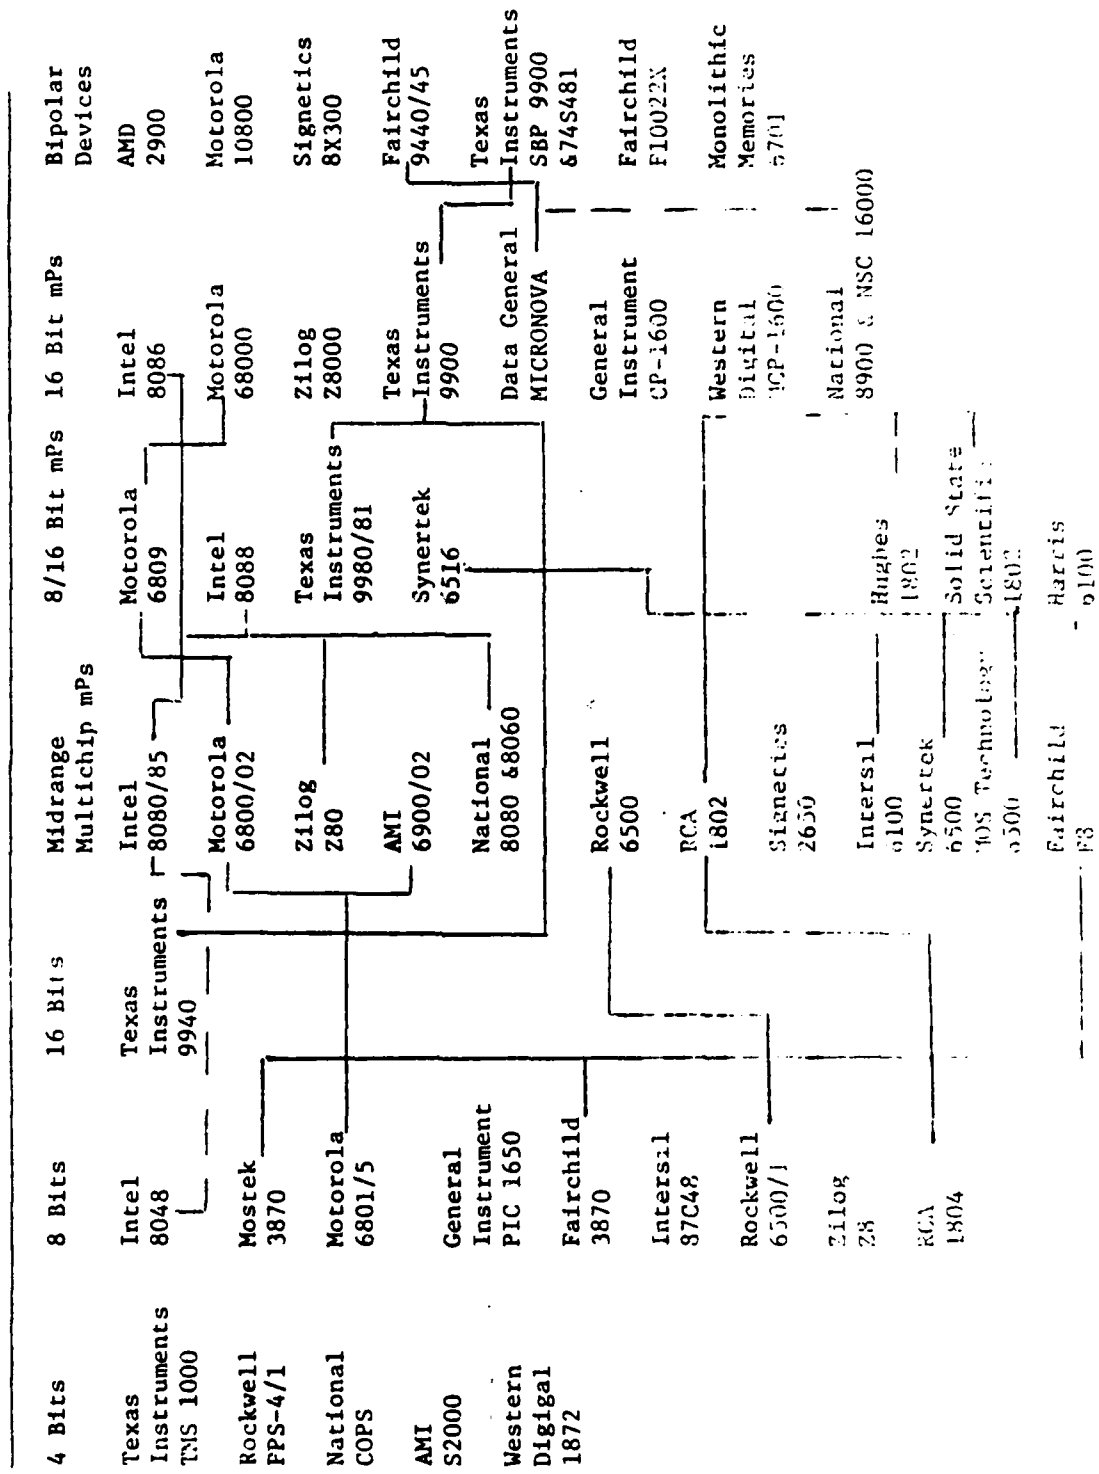 4 Bits
8 Bits
16 Bits
Midrange
Multichip mPs
8/16 Bit mPs
16 Bit mPs
Bipolar
Devices
Texas
Instruments
TMS 1000
Rockwell
PPS-4/1
National
COPS
AMI
S2000
Western
Digigal
1872
Intel
8048
Mostek
3870
Motorola
6801/5
General
Instrument
PIC 1650
Fairchild
3870
Intersil
87C48
Rockwell
6500/1
Zilog
Z8
RCA
1804
Texas
Instruments
9940
Intel
8080/85
Motorola
6800/02
Zilog
Z80
AMI
6900/02
National
8080 &8060
Rockwell
6500
RCA
1802
Signetics
2650
Intersil
6100
Synertek
6500
MOS Technology
6500
Fairchild
F8
Motorola
6809
Intel
8088
Texas
Instruments
9980/81
Synertek
6516
Hughes
1802
Solid State
Scientific
1802
Harris
6100
Intel
8086
Motorola
68000
Zilog
Z8000
Texas
Instruments
9900
Data General
MICRONOVA
General
Instrument
CP-1600
Western
Digital
MCP-1600
National
8900 & NSC 16000
AMD
2900
Motorola
10800
Signetics
8X300
Fairchild
9440/45
Texas
Instruments
SBP 9900
&74S481
Fairchild
F10022X
Monolithic
Memories
6701